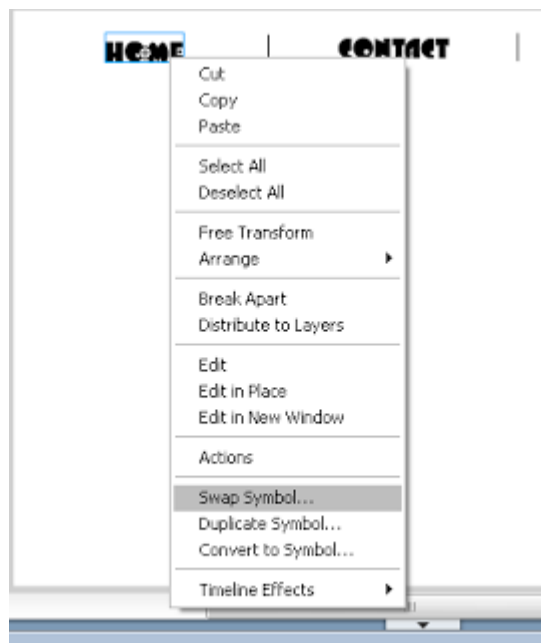 HOME CONTACT
Cut
Copy
Paste
Select All
Deselect All
Free Transform
Arrange
Break Apart
Distribute to Layers
Edit
Edit in Place
Edit in New Window
Actions
Swap Symbol...
Duplicate Symbol...
Convert to Symbol...
Timeline Effects